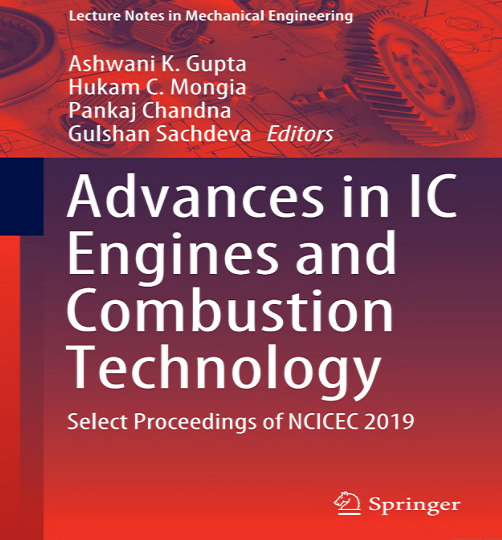 Lecture Notes in Mechanical Engineering
Ashwani K. Gupta
Hukam C. Mongia
Pankaj Chandna
Gulshan Sachdeva Editors
Advances in IC
Engines and
Combustion
Technology
Select Proceedings of NCICEC 2019
Springer